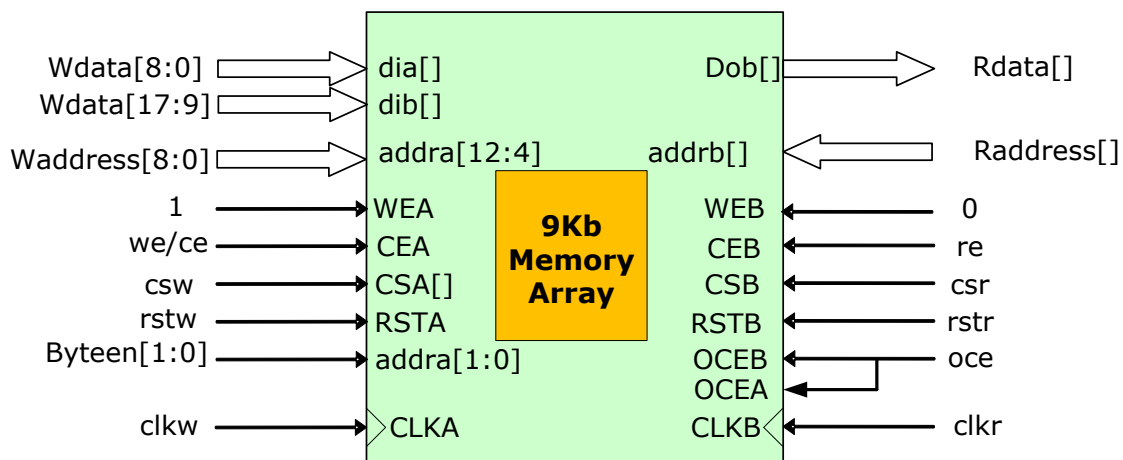 Wdata[8:0] dia[] Dob[] Rdata[]
Wdata[17:9] dib[]
Waddress[8:0] addra[12:4] addrb[] Raddress[]
1 WEA WEB 0
we/ce CEA CEB re
csw CSA[] CSB csr
rstw RSTA RSTB rstr
Byteen[1:0] addra[1:0] OCEB oce
OCEA
clkw CLKA CLKB clkr
9Kb
Memory
Array